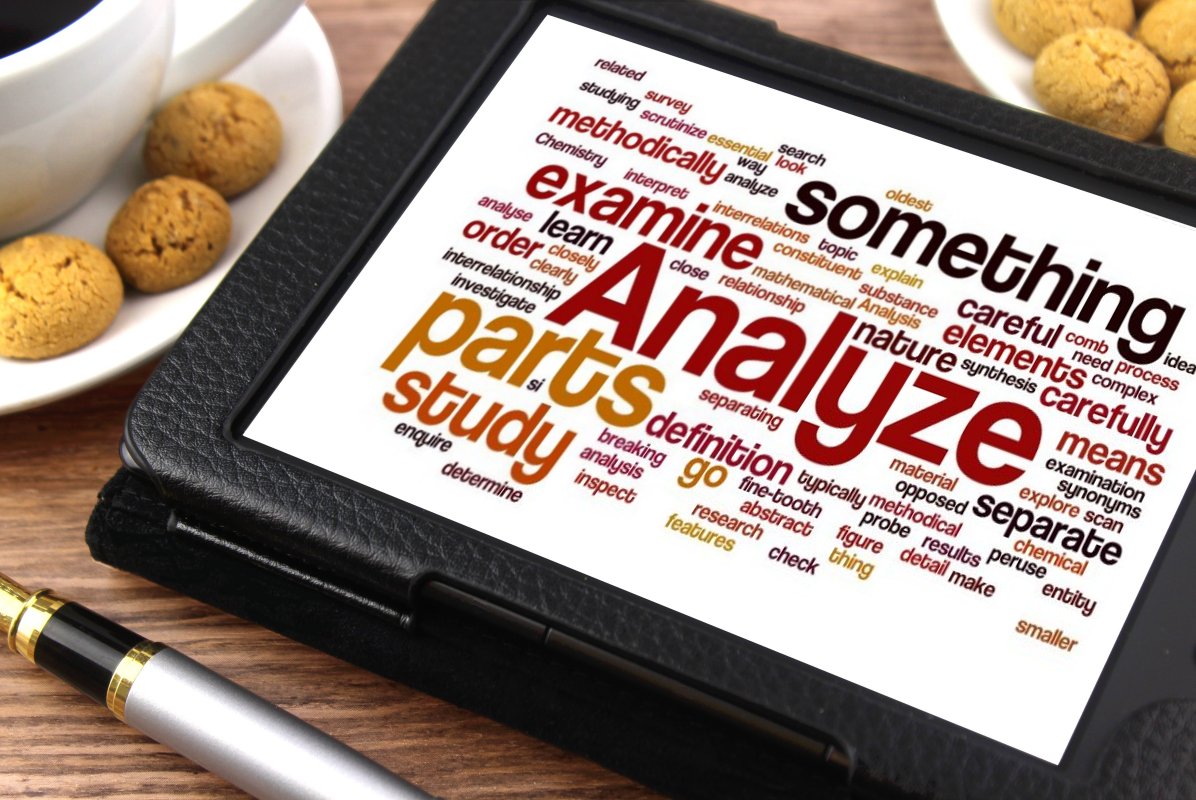 related
studying
survey
scrutinize
essential
search
methodically
way
look
Chemistry
interpret
analyze
something
oldest
examine
interrelations
topic
analyse
learn
constituent
explain
order
closely
close
mathematical Analysis
substance
interrelationship
clearly
relationship
investigate
Analyze
careful
comb
idea
parts
nature
elements
need
process
si
synthesis
complex
study
separating
carefully
enquire
breaking
definition
means
analysis
go
material
examination
determine
inspect
fine-tooth
typically
opposed
synonyms
methodical
separate
explore
scan
research
abstract
probe
features
figure
results
peruse
chemical
check
thing
detail
make
entity
smaller